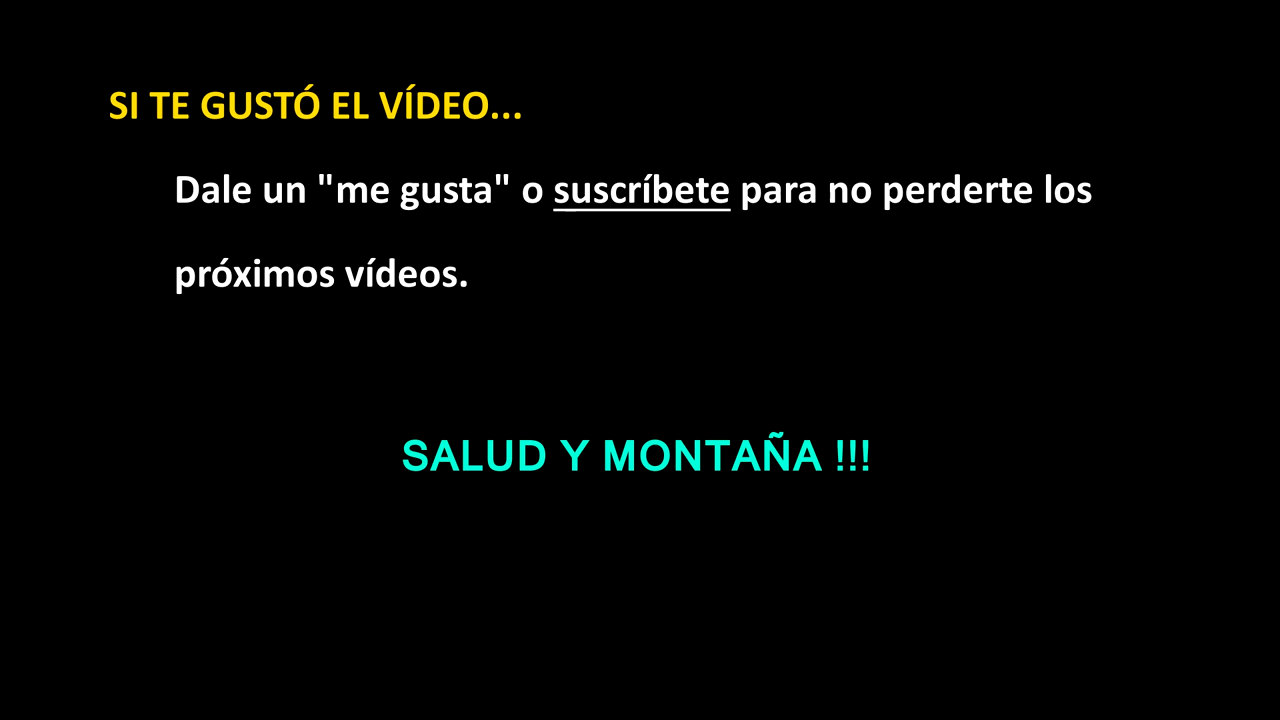 SI TE GUSTÓ EL VÍDEO...
Dale un "me gusta" o suscríbete para no perderte los
próximos vídeos.
SALUD Y MONTAÑA !!!